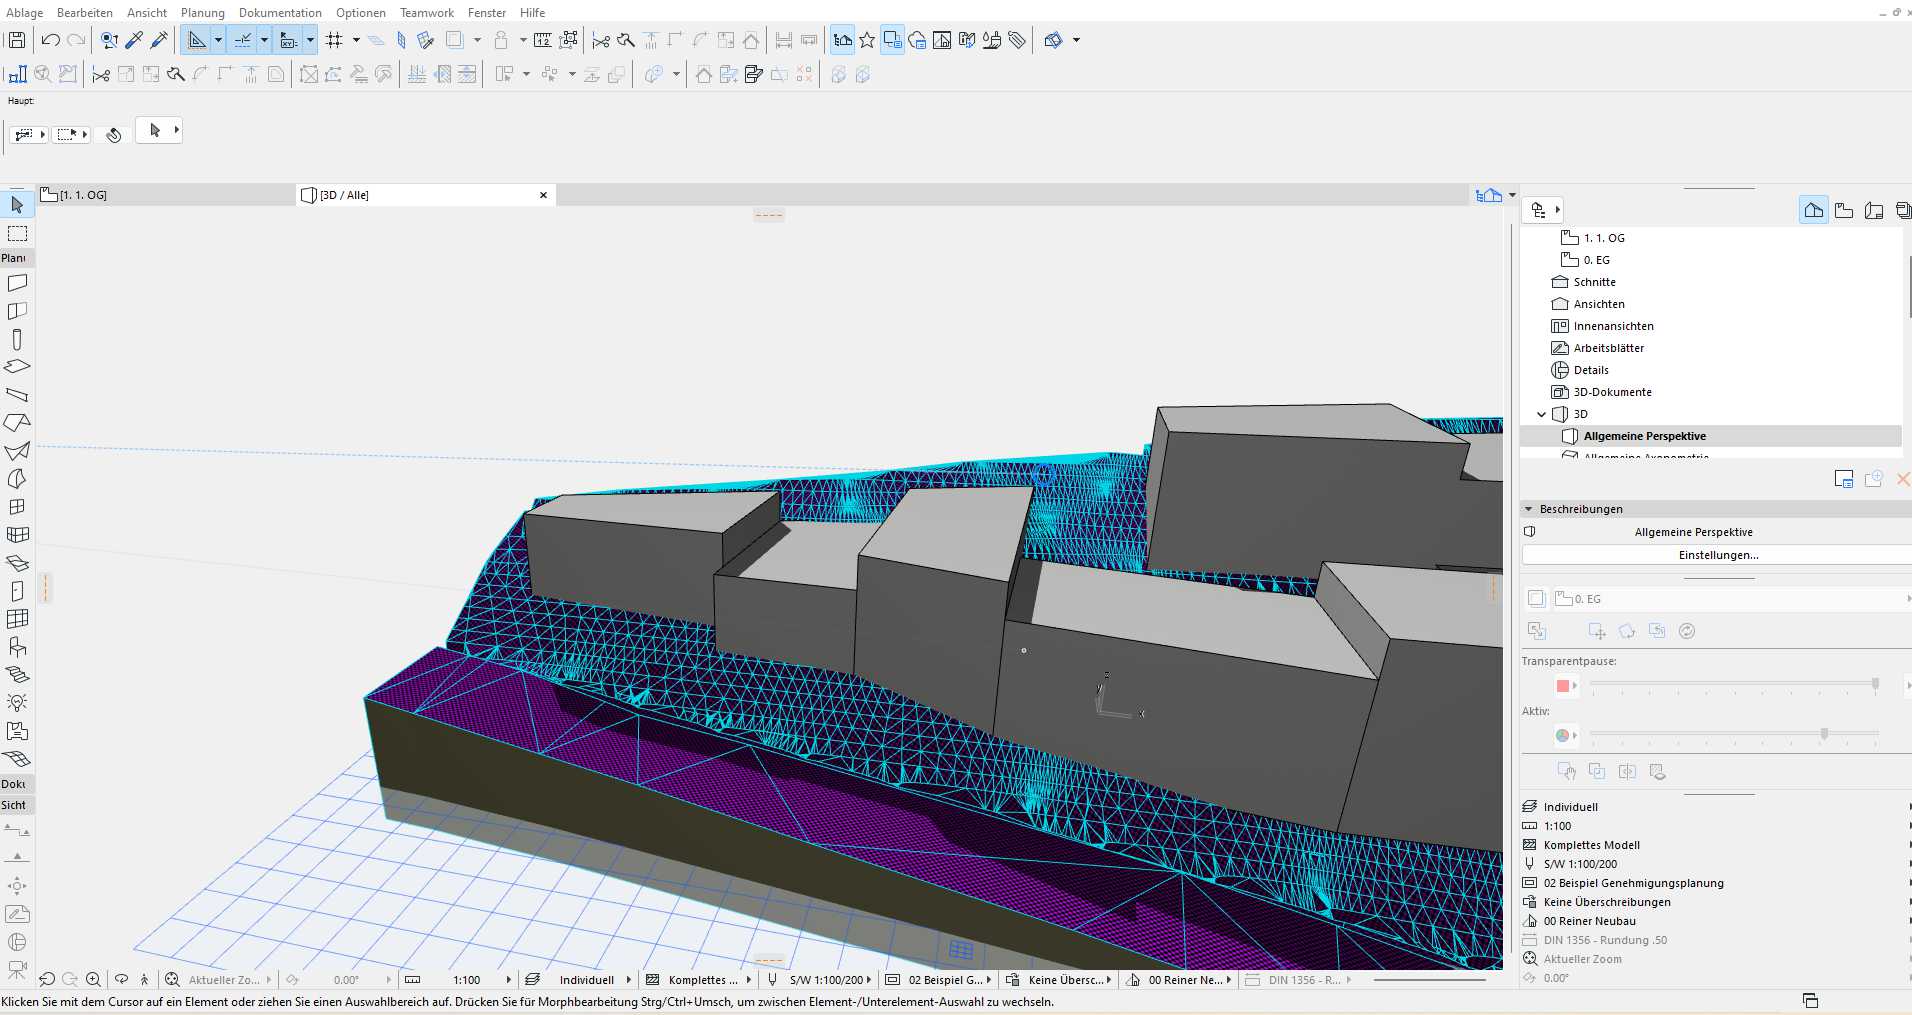 Ablage Bearbeiten Ansicht Planung Dokumentation Optionen Teamwork Fenster Hilfe
Haupt:
[1. 1. OG]
[3D / Alle]
Planu
Doku
Sicht
z
y
x
1. 1. OG
0. EG
Schnitte
Ansichten
Innenansichten
Arbeitsblätter
Details
3D-Dokumente
3D
Allgemeine Perspektive
Allgemeine Axonometrie
Beschreibungen
Allgemeine Perspektive
Einstellungen...
0. EG
Transparentpause:
Aktiv:
Individuell
1:100
Komplettes Modell
S/W 1:100/200
02 Beispiel Genehmigungsplanung
Keine Überschreibungen
00 Reiner Neubau
DIN 1356 - Rundung .50
Aktueller Zoom
0.00°
Aktueller Zo... 0.00° 1:100 Individuell Komplettes ... S/W 1:100/200 02 Beispiel G... Keine Übersc... 00 Reiner Ne... DIN 1356 - R...
Klicken Sie mit dem Cursor auf ein Element oder ziehen Sie einen Auswahlbereich auf. Drücken Sie für Morphbearbeitung Strg/Ctrl+Umsch, um zwischen Element-/Unterelement-Auswahl zu wechseln.